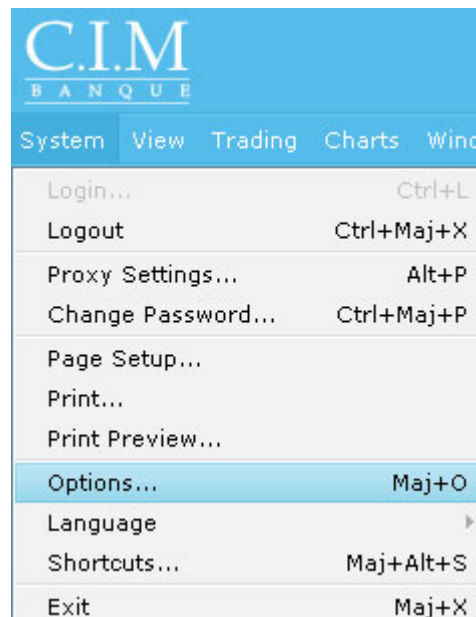 C.I.M
BANQUE
System View Trading Charts
Login... Ctrl+L
Logout Ctrl+Maj+X
Proxy Settings... Alt+P
Change Password... Ctrl+Maj+P
Page Setup...
Print...
Print Preview...
Options... Maj+O
Language
Shortcuts... Maj+Alt+S
Exit Maj+X